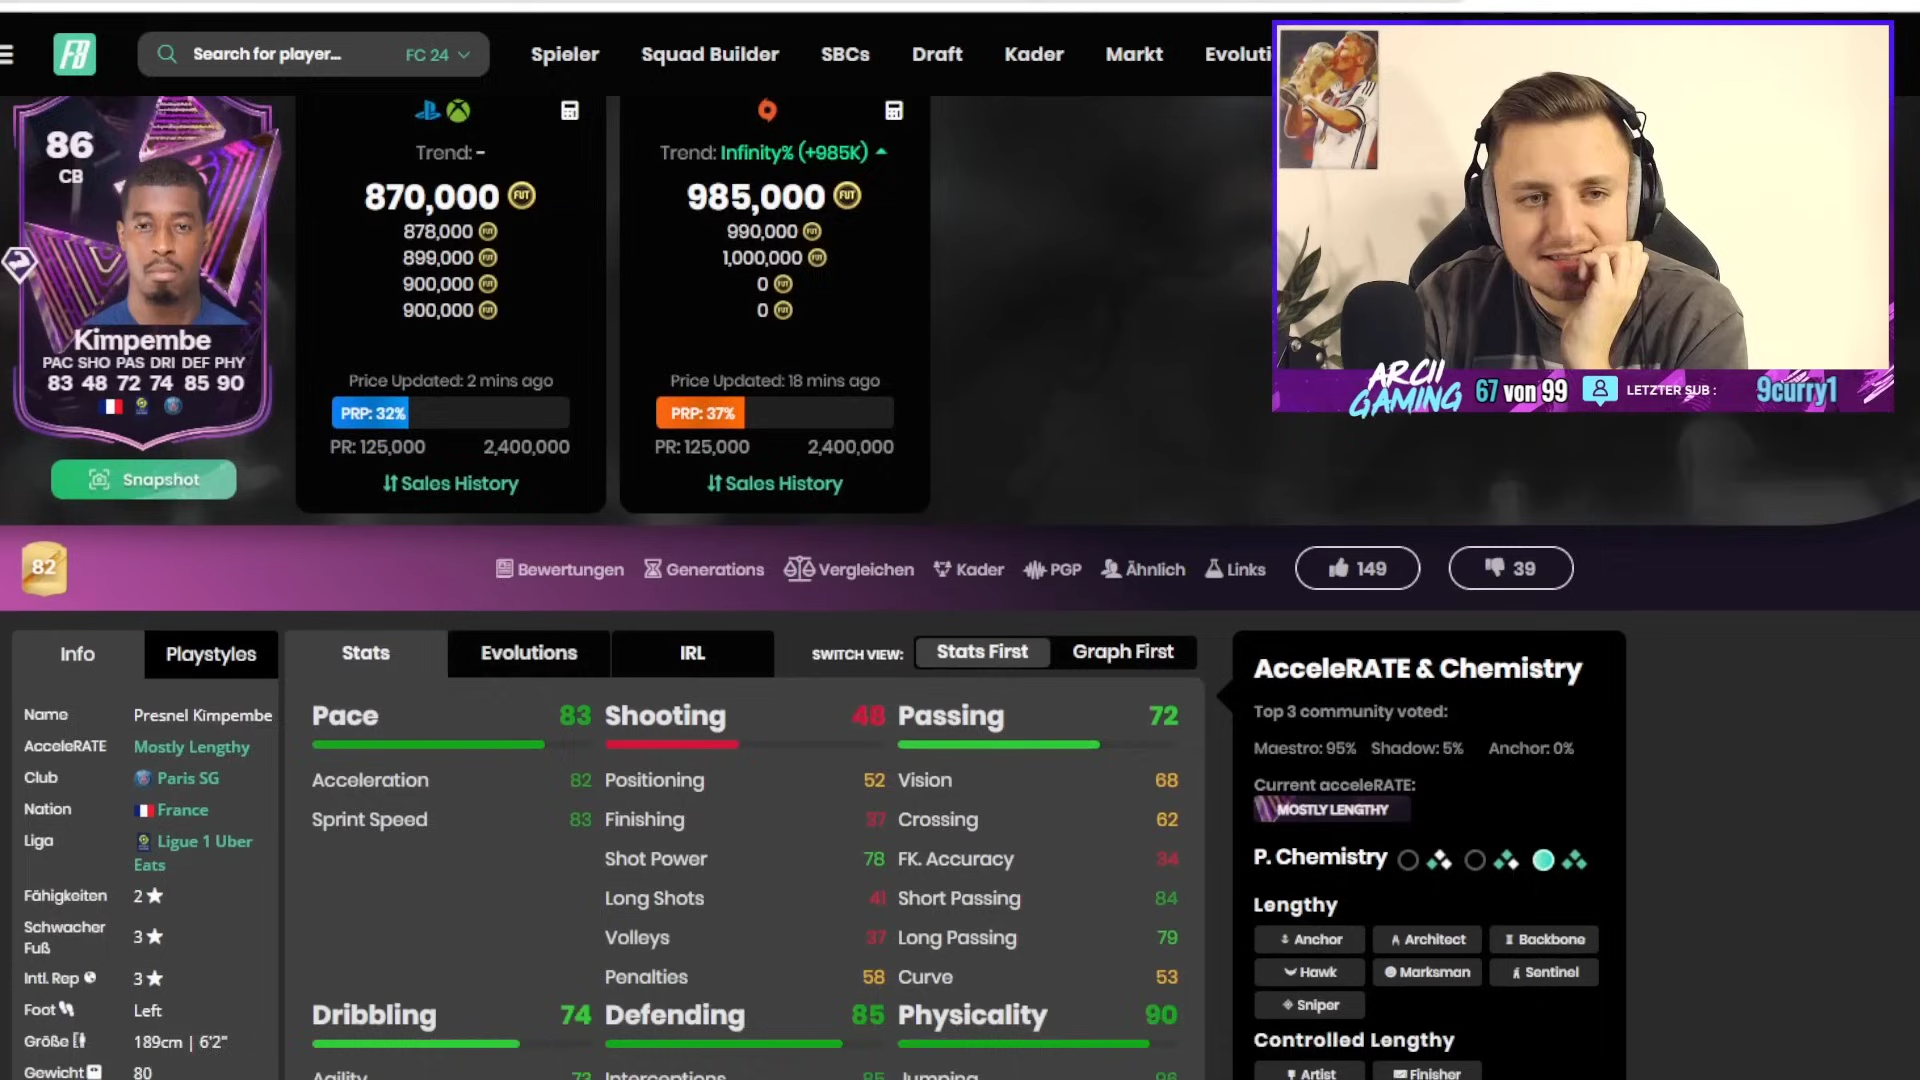 Search for player...
FC 24
Spieler
Squad Builder
SBCs
Draft
Kader
Markt
86
CB
Kimpembe
PAC SHO PAS DRI DEF PHY
83 48 72 74 85 90
Snapshot
Trend: -
870,000
878,000
899,000
900,000
900,000
Price Updated: 2 mins ago
PRP: 32%
PR: 125,000
2,400,000
Sales History
Trend: Infinity% (+985K)
985,000
990,000
1,000,000
0
0
Price Updated: 18 mins ago
PRP: 37%
PR: 125,000
2,400,000
Sales History
ARCII
GAMING
67 von 99
LETZTER SUB :
9curry1
82
Bewertungen
Generations
Vergleichen
Kader
PGP
Ähnlich
Links
149
39
Info
Playstyles
Name
Presnel Kimpembe
AcceleRATE
Mostly Lengthy
Club
Paris SG
Nation
France
Liga
Ligue 1 Uber
Eats
Fähigkeiten
2
Schwacher
Fuß
3
Intl. Rep
3
Foot
Left
Größe
189cm | 6'2"
Gewicht
80
Stats
Evolutions
IRL
SWITCH VIEW:
Stats First
Graph First
Pace 83
Acceleration 82
Sprint Speed 83
Shooting 48
Positioning 52
Finishing 37
Shot Power 78
Long Shots 41
Volleys 37
Penalties 58
Passing 72
Vision 68
Crossing 62
FK. Accuracy 34
Short Passing 84
Long Passing 79
Curve 53
Dribbling 74
Agility 73
Defending 85
Interceptions 85
Physicality 90
Jumping
AcceleRATE & Chemistry
Top 3 community voted:
Maestro: 95% Shadow: 5% Anchor: 0%
Current acceleRATE:
MOSTLY LENGTHY
P. Chemistry
Lengthy
Anchor
Architect
Backbone
Hawk
Marksman
Sentinel
Sniper
Controlled Lengthy
Artist
Finisher